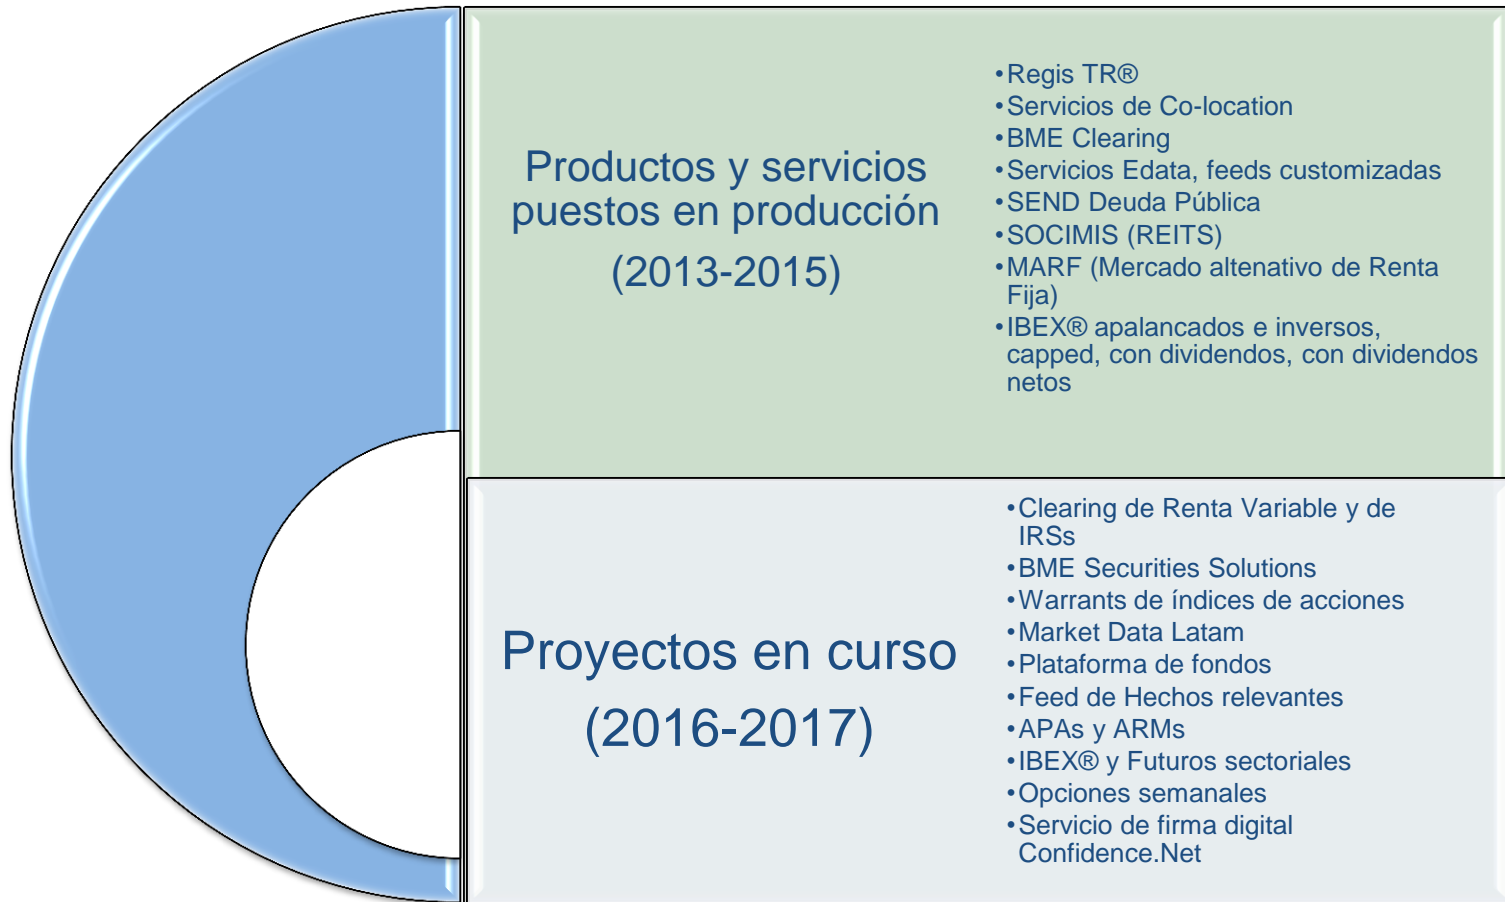 Productos y servicios
puestos en producción
(2013-2015)
•Regis TR®
•Servicios de Co-location
•BME Clearing
•Servicios Edata, feeds customizadas
•SEND Deuda Pública
•SOCIMIS (REITS)
•MARF (Mercado altenativo de Renta
Fija)
•IBEX® apalancados e inversos,
capped, con dividendos, con dividendos
netos
Proyectos en curso
(2016-2017)
•Clearing de Renta Variable y de
IRSs
•BME Securities Solutions
•Warrants de índices de acciones
•Market Data Latam
•Plataforma de fondos
•Feed de Hechos relevantes
•APAs y ARMs
•IBEX® y Futuros sectoriales
•Opciones semanales
•Servicio de firma digital
Confidence.Net